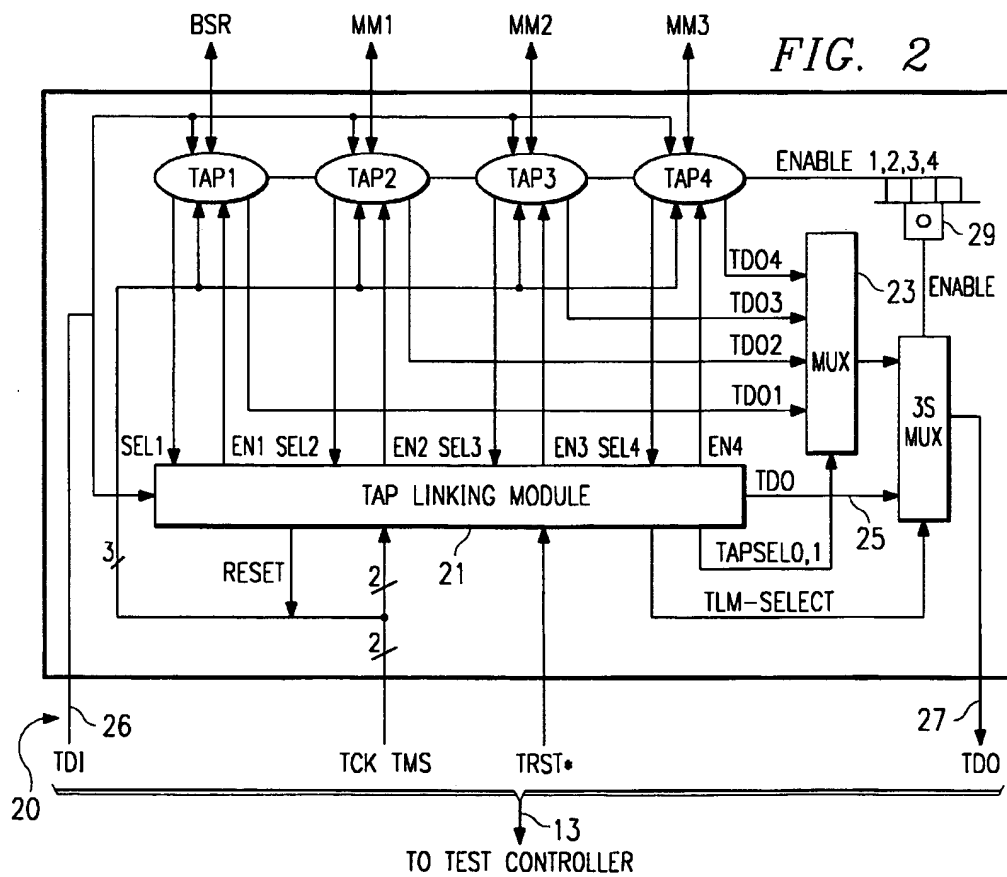 BSR MM1 MM2 MM3
FIG. 2
TAP1 TAP2 TAP3 TAP4
ENABLE 1,2,3,4
29
TDO4
23
ENABLE
TDO3
TDO2
MUX
TDO1
3S
MUX
SEL1 EN1 SEL2 EN2 SEL3 EN3 SEL4 EN4
TAP LINKING MODULE
TDO
25
3
21
TAPSEL0,1
RESET
2
TLM-SELECT
2
26
27
TDI TCK TMS TRST* TDO
20
13
TO TEST CONTROLLER